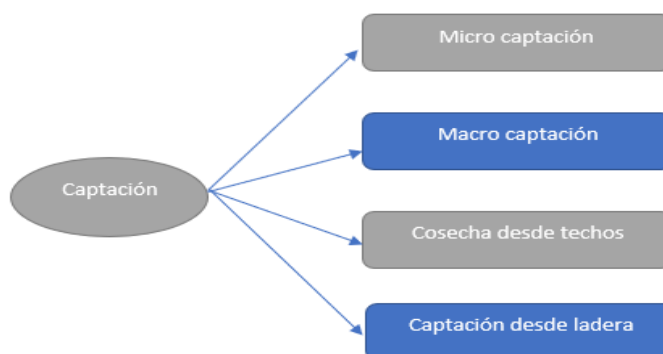 Micro captación
Macro captación
Captación
Cosecha desde techos
Captación desde ladera